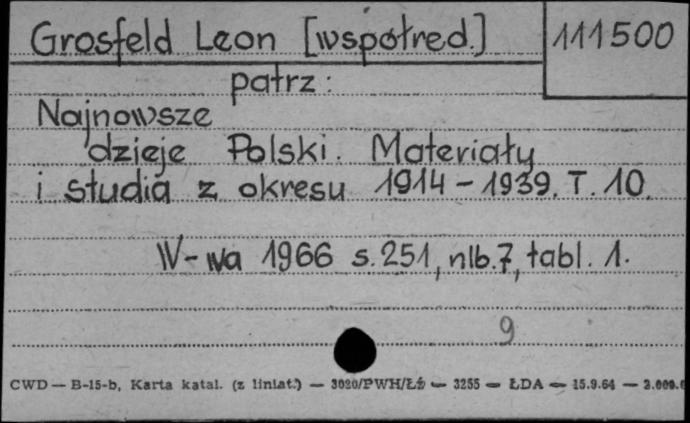 Grosfeld Leon [współred.] 111500
patrz:
Najnowsze
dzieje Polski. Materiały
i studia z okresu 1914-1939. T. 10.
W-wa 1966 s. 251, nlb. 7, tabl. 1.
9
CWD — B-15-b, Karta katal. (z liniat.) — 3020/PWH/ŁÓ — 3255 — ŁDA — 15.9.64 —